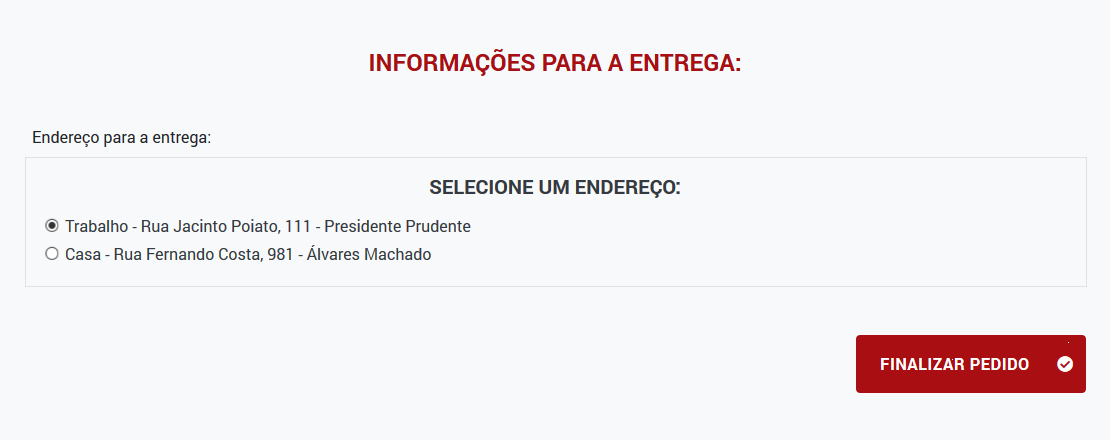 INFORMAÇÕES PARA A ENTREGA:
Endereço para a entrega:
SELECIONE UM ENDEREÇO:
Trabalho - Rua Jacinto Poiato, 111 - Presidente Prudente
Casa - Rua Fernando Costa, 981 - Álvares Machado
FINALIZAR PEDIDO